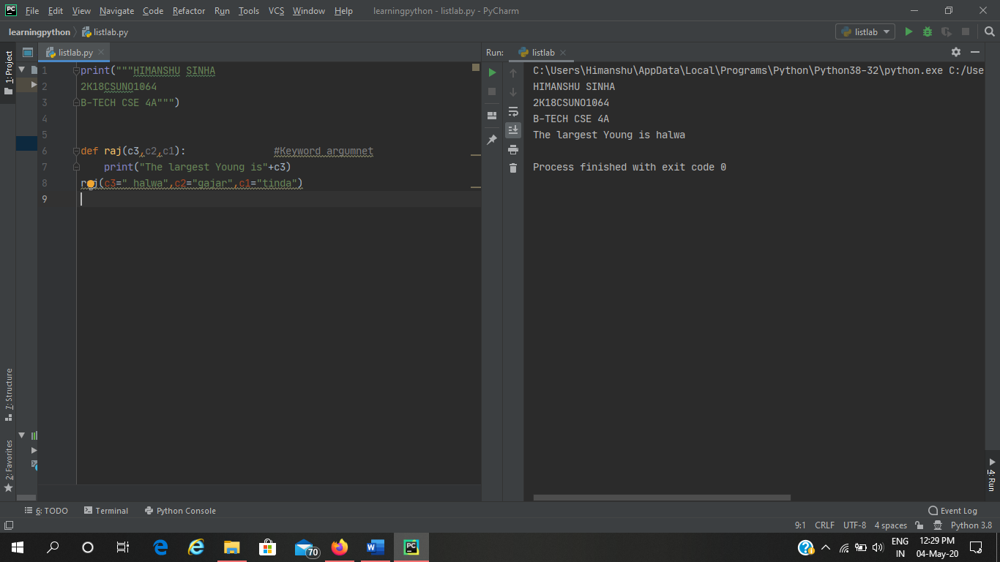 File Edit View Navigate Code Refactor Run Tools VCS Window Help learningpython - listlab.py - PyCharm
learningpython listlab.py listlab
1: Project
listlab.py
1 print("""HIMANSHU SINHA
2 2K18CSUNO1064
3 B-TECH CSE 4A""")
4
5
6 def raj(c3,c2,c1): #Keyword argumnet
7 print("The largest Young is"+c3)
8 raj(c3=" halwa",c2="gajar",c1="tinda")
9
Run: listlab
C:\Users\Himanshu\AppData\Local\Programs\Python\Python38-32\python.exe C:/Use
HIMANSHU SINHA
2K18CSUNO1064
B-TECH CSE 4A
The largest Young is halwa
Process finished with exit code 0
7: Structure
2: Favorites
4: Run
6: TODO Terminal Python Console Event Log
9:1 CRLF UTF-8 4 spaces Python 3.8
70
PC
ENG
IN
12:29 PM
04-May-20